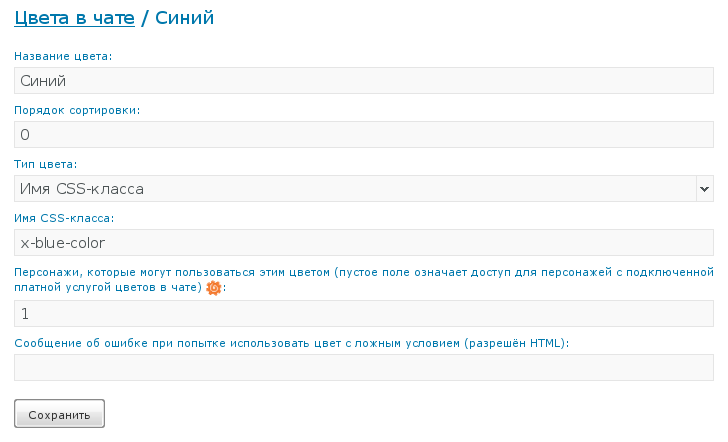 Цвета в чате / Синий
Название цвета:
Синий
Порядок сортировки:
0
Тип цвета:
Имя CSS-класса
Имя CSS-класса:
x-blue-color
Персонажи, которые могут пользоваться этим цветом (пустое поле означает доступ для персонажей с подключенной
платной услугой цветов в чате) :
1
Сообщение об ошибке при попытке использовать цвет с ложным условием (разрешён HTML):
Сохранить